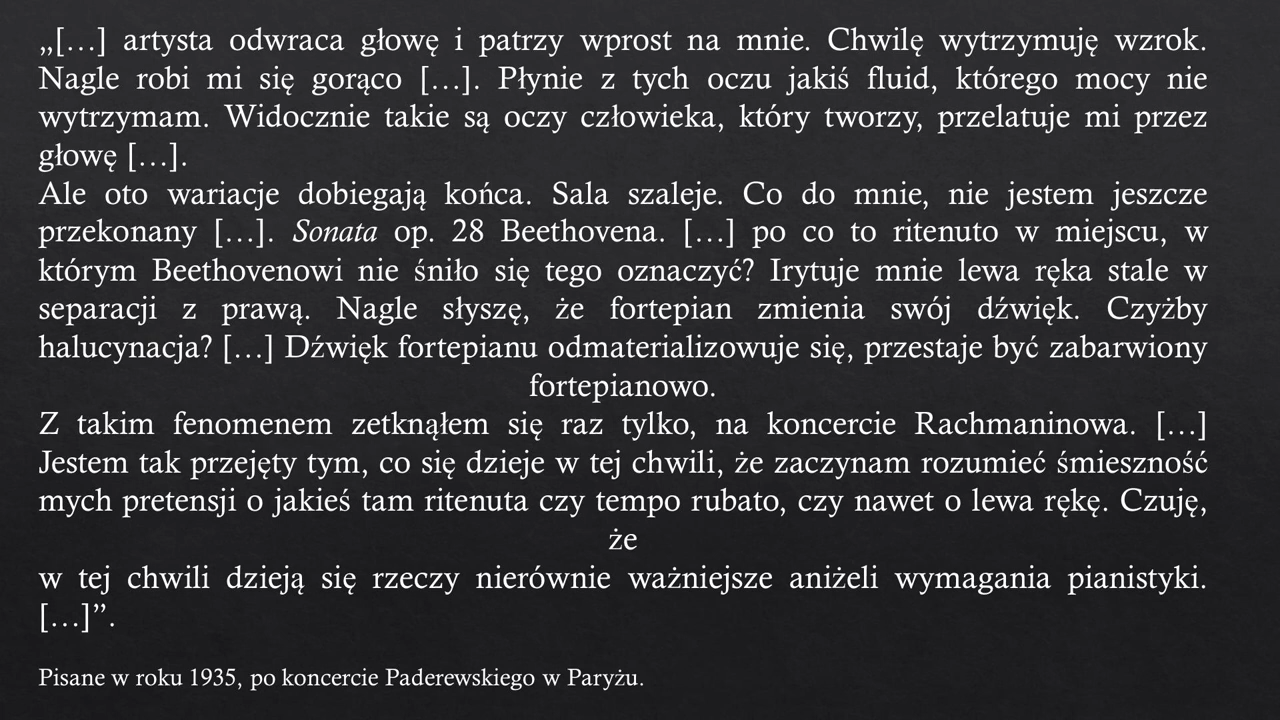 „[…] artysta odwraca głowę i patrzy wprost na mnie. Chwilę wytrzymuję wzrok.
Nagle robi mi się gorąco […]. Płynie z tych oczu jakiś fluid, którego mocy nie
wytrzymam. Widocznie takie są oczy człowieka, który tworzy, przelatuje mi przez
głowę […].
Ale oto wariacje dobiegają końca. Sala szaleje. Co do mnie, nie jestem jeszcze
przekonany […]. Sonata op. 28 Beethovena. […] po co to ritenuto w miejscu, w
którym Beethovenowi nie śniło się tego oznaczyć? Irytuje mnie lewa ręka stale w
separacji z prawą. Nagle słyszę, że fortepian zmienia swój dźwięk. Czyżby
halucynacja? […] Dźwięk fortepianu odmaterializowuje się, przestaje być zabarwiony
fortepianowo.
Z takim fenomenem zetknąłem się raz tylko, na koncercie Rachmaninowa. […]
Jestem tak przejęty tym, co się dzieje w tej chwili, że zaczynam rozumieć śmieszność
mych pretensji o jakieś tam ritenuta czy tempo rubato, czy nawet o lewa rękę. Czuję,
że
w tej chwili dzieją się rzeczy nierównie ważniejsze aniżeli wymagania pianistyki.
[…]”.
Pisane w roku 1935, po koncercie Paderewskiego w Paryżu.